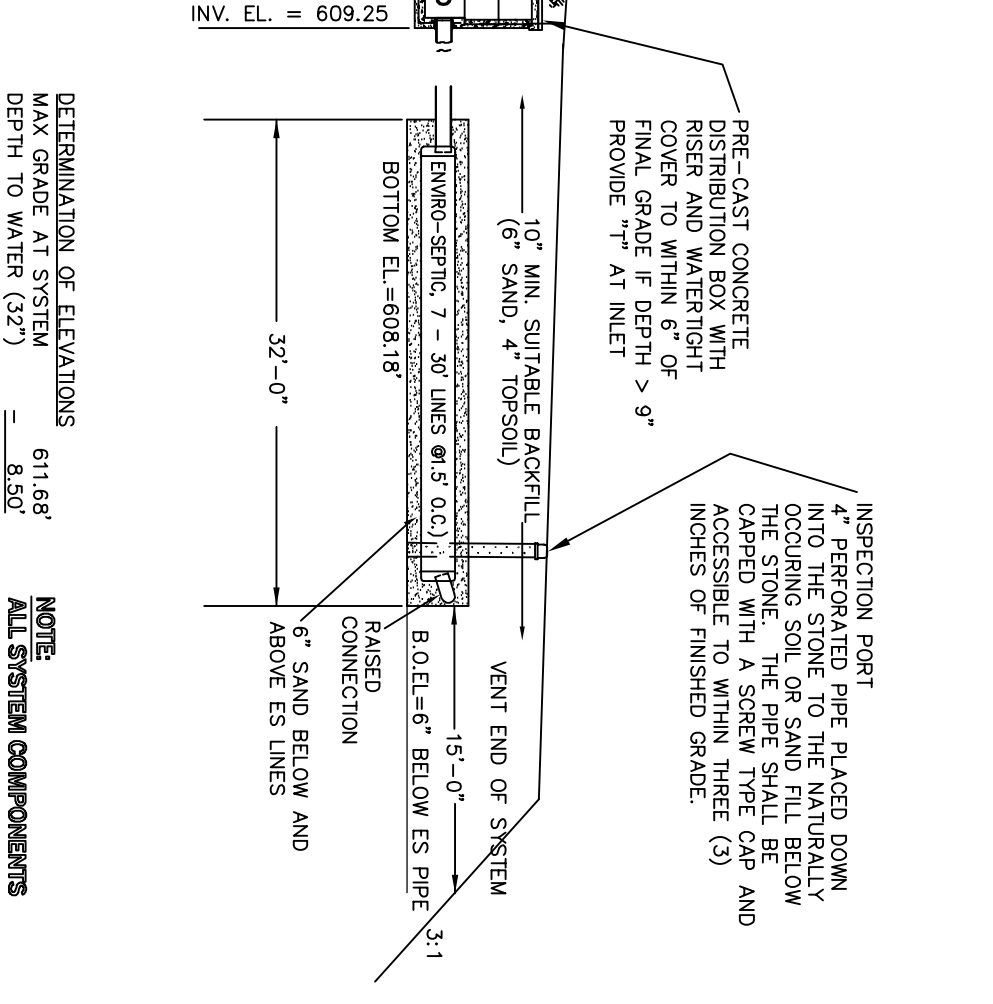 INV. EL. = 609.25
PRE-CAST CONCRETE
DISTRIBUTION BOX WITH
RISER AND WATERTIGHT
COVER TO WITHIN 6" OF
FINAL GRADE IF DEPTH > 9"
PROVIDE "T" AT INLET
INSPECTION PORT
4" PERFORATED PIPE PLACED DOWN
INTO THE STONE TO THE NATURALLY
OCCURING SOIL OR SAND FILL BELOW
THE STONE. THE PIPE SHALL BE
CAPPED WITH A SCREW TYPE CAP AND
ACCESSIBLE TO WITHIN THREE (3)
INCHES OF FINISHED GRADE.
10" MIN. SUITABLE BACKFILL
(6" SAND, 4" TOPSOIL)
ENVIRO-SEPTIC, 7 - 30' LINES @1.5' O.C.)
BOTTOM EL.=608.18'
VENT END OF SYSTEM
15'-0"
B.O.EL=6" BELOW ES PIPE
3:1
RAISED
CONNECTION
6" SAND BELOW AND
ABOVE ES LINES
32'-0"
DETERMINATION OF ELEVATIONS
MAX GRADE AT SYSTEM 611.68'
DEPTH TO WATER (32") - 8.50'
NOTE:
ALL SYSTEM COMPONENTS